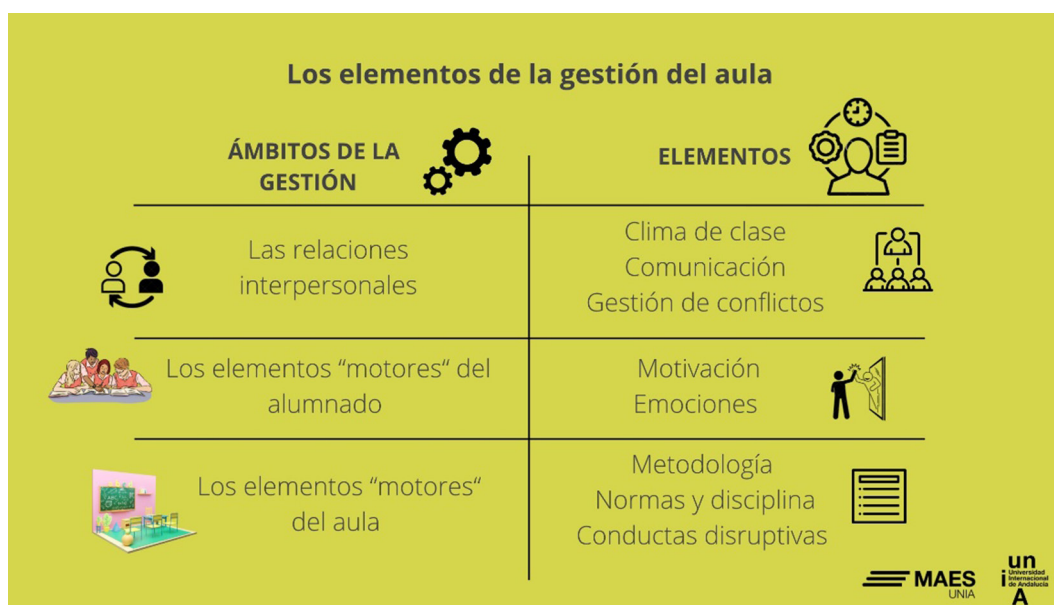 Los elementos de la gestión del aula
ÁMBITOS DE LA
GESTIÓN
ELEMENTOS
Las relaciones
interpersonales
Clima de clase
Comunicación
Gestión de conflictos
Los elementos “motores“ del
alumnado
Motivación
Emociones
Los elementos “motores“
del aula
Metodología
Normas y disciplina
Conductas disruptivas
MAES
UNIA
un
i Universidad
Internacional
de Andalucía
A